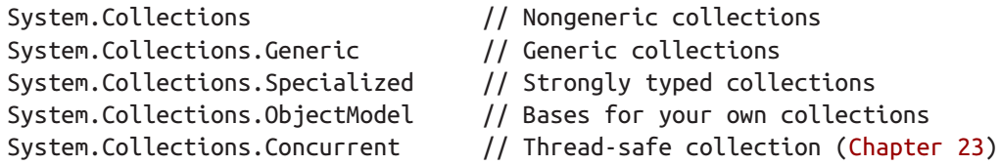 System.Collections // Nongeneric collections
System.Collections.Generic // Generic collections
System.Collections.Specialized // Strongly typed collections
System.Collections.ObjectModel // Bases for your own collections
System.Collections.Concurrent // Thread-safe collection (Chapter 23)